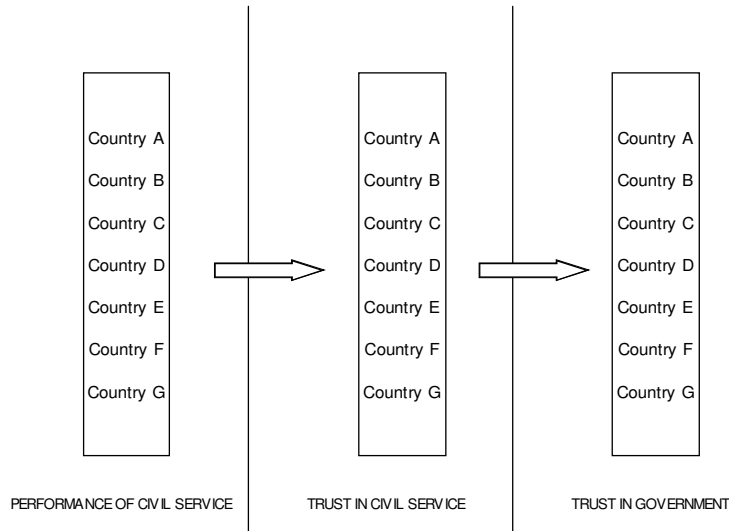 Country A
Country B
Country C
Country D
Country E
Country F
Country G
PERFORMANCE OF CIVIL SERVICE
Country A
Country B
Country C
Country D
Country E
Country F
Country G
TRUST IN CIVIL SERVICE
Country A
Country B
Country C
Country D
Country E
Country F
Country G
TRUST IN GOVERNMENT